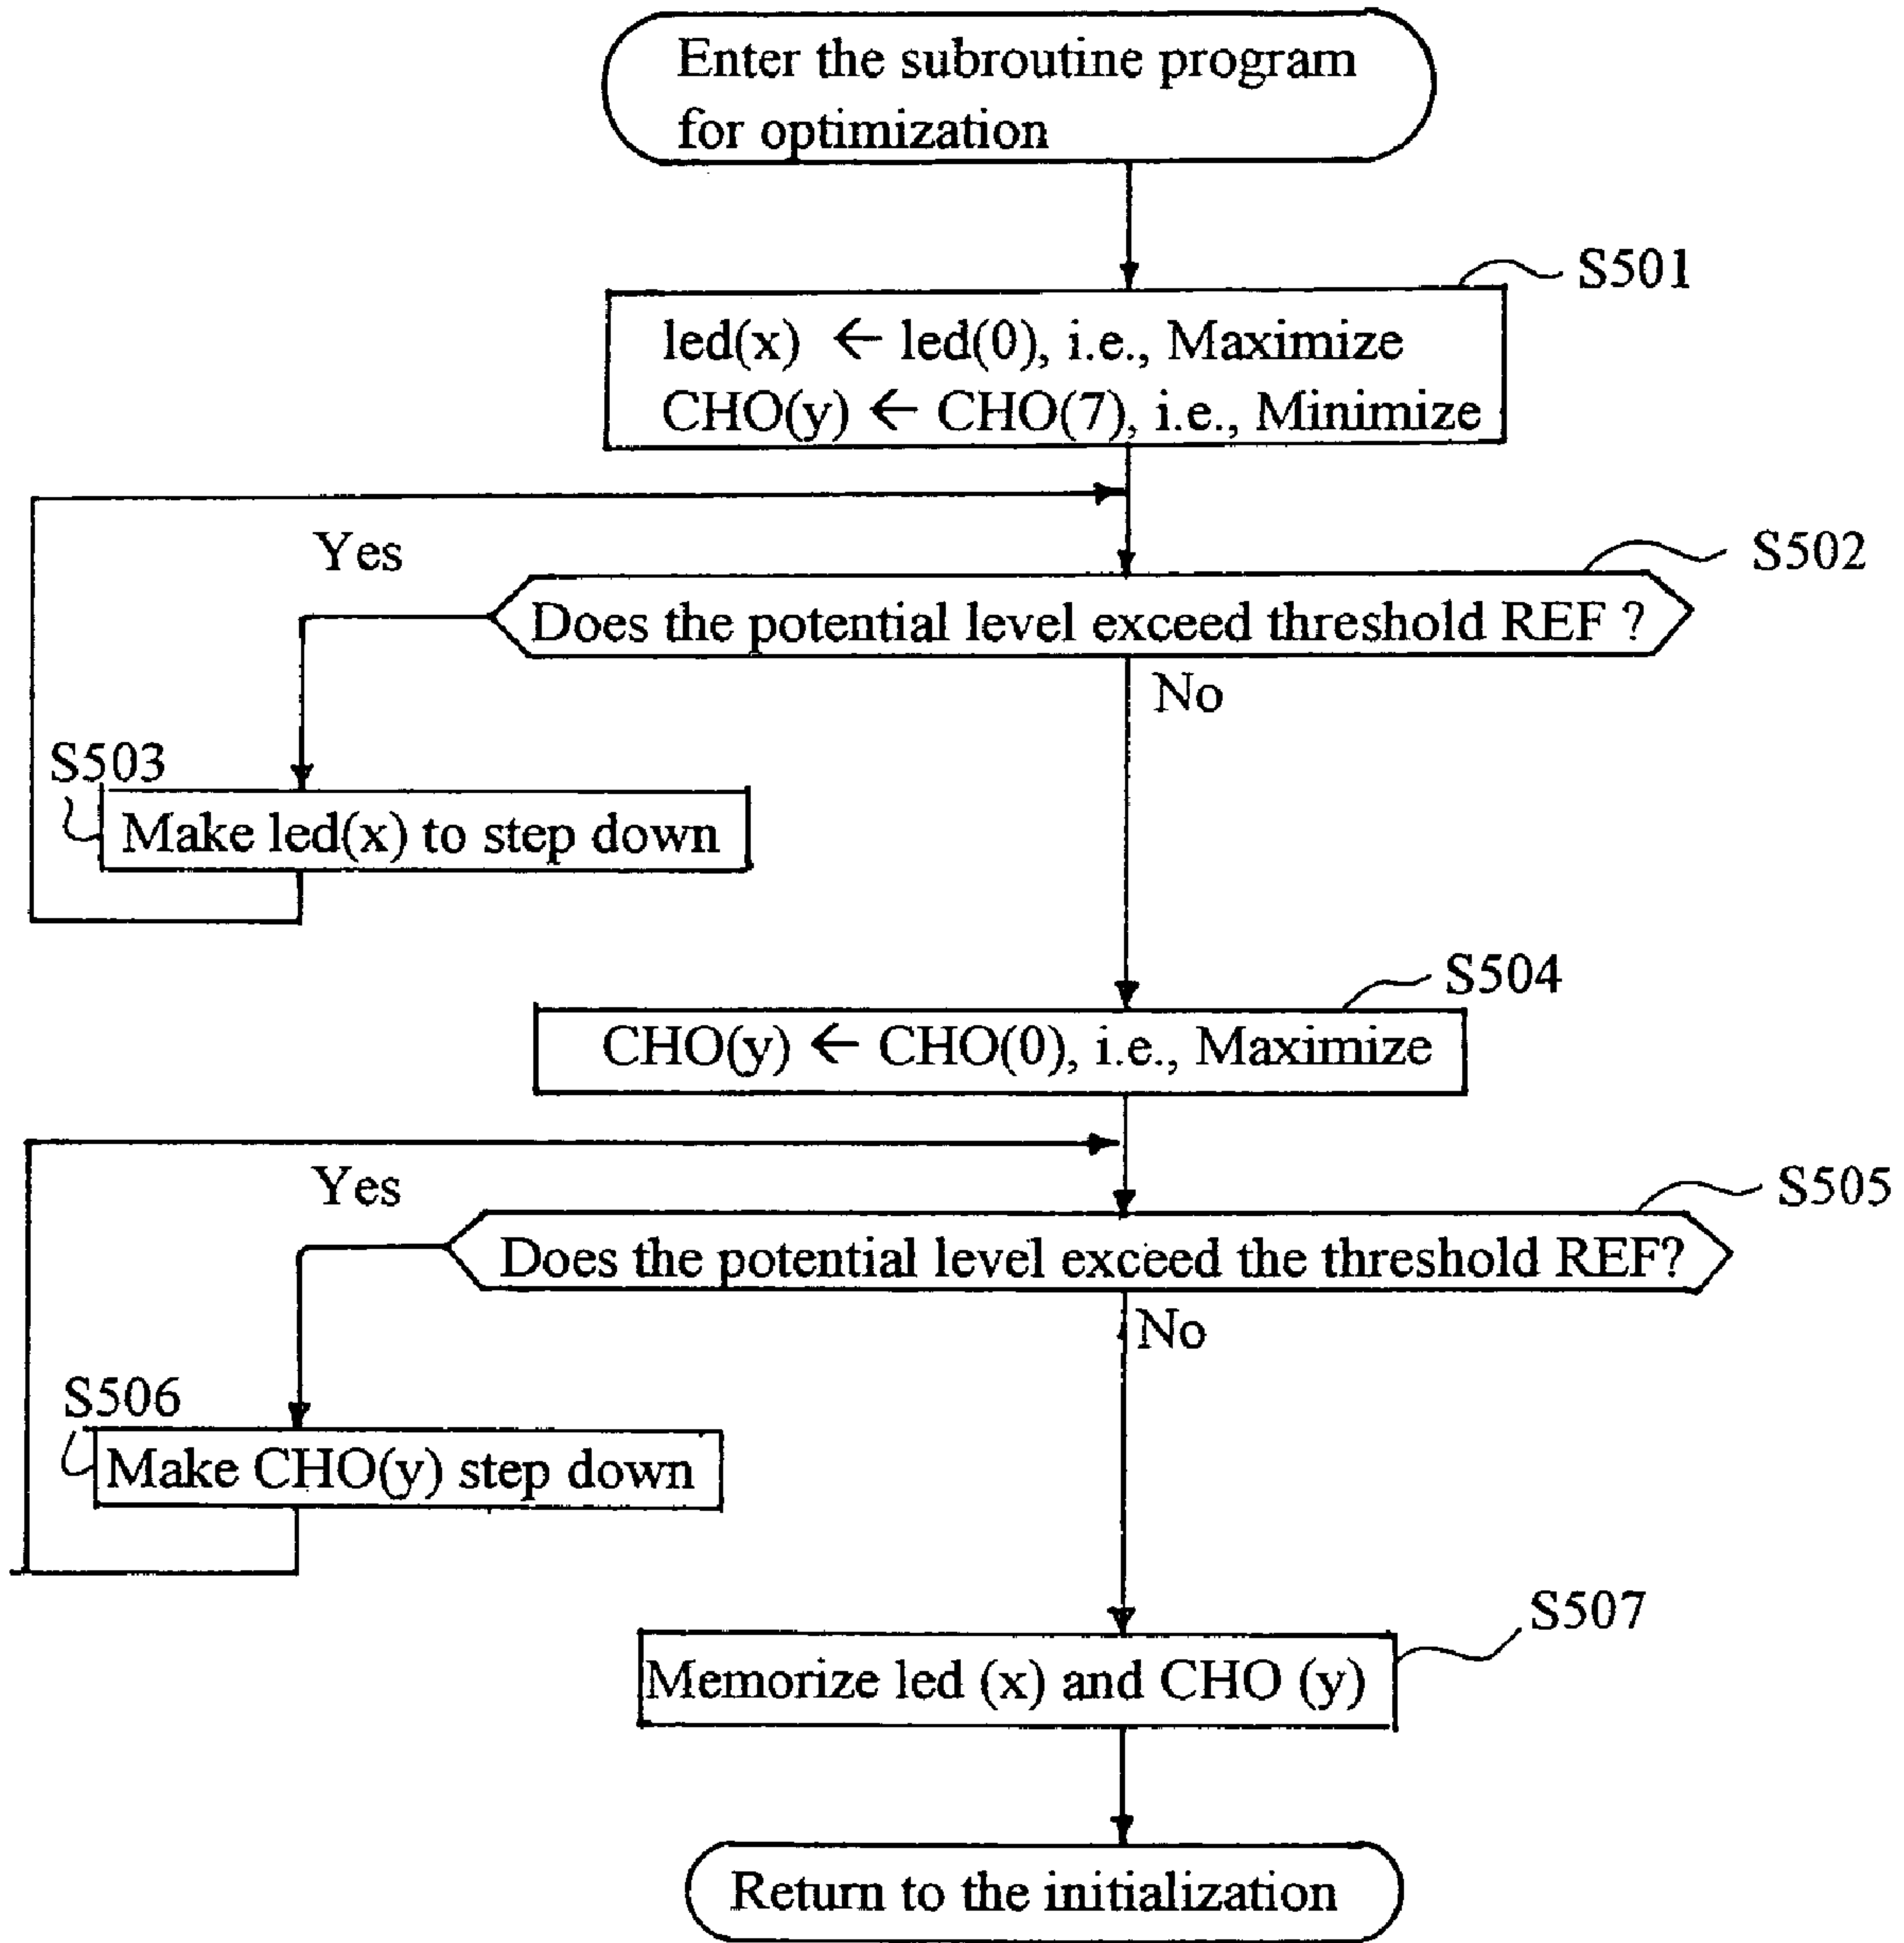 Enter the subroutine program
for optimization
S501
led(x) ← led(0), i.e., Maximize
CHO(y) ← CHO(7), i.e., Minimize
Yes
S502
Does the potential level exceed threshold REF ?
No
S503
Make led(x) to step down
S504
CHO(y) ← CHO(0), i.e., Maximize
Yes
S505
Does the potential level exceed the threshold REF?
No
S506
Make CHO(y) step down
S507
Memorize led (x) and CHO (y)
Return to the initialization